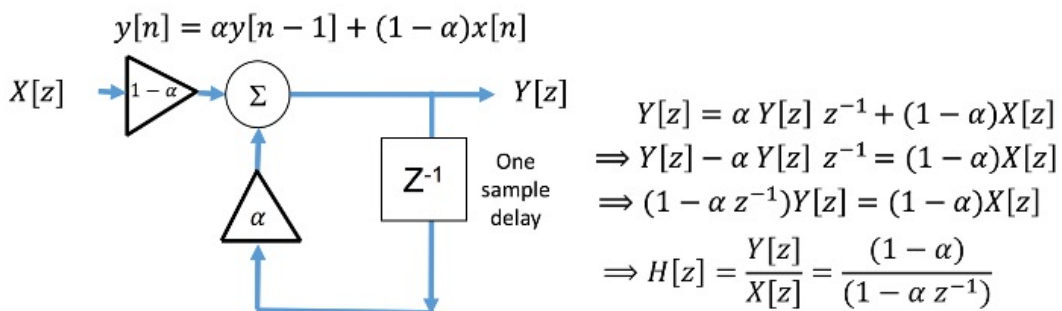 y[n] = αy[n − 1] + (1 − α)x[n]
X[z]
1 − α
Σ
Y[z]
Z⁻¹
One
sample
delay
α
Y[z] = α Y[z] z⁻¹ + (1 − α)X[z]
⟹ Y[z] − α Y[z] z⁻¹ = (1 − α)X[z]
⟹ (1 − α z⁻¹)Y[z] = (1 − α)X[z]
⟹ H[z] = Y[z]/X[z] = (1 − α)/(1 − α z⁻¹)